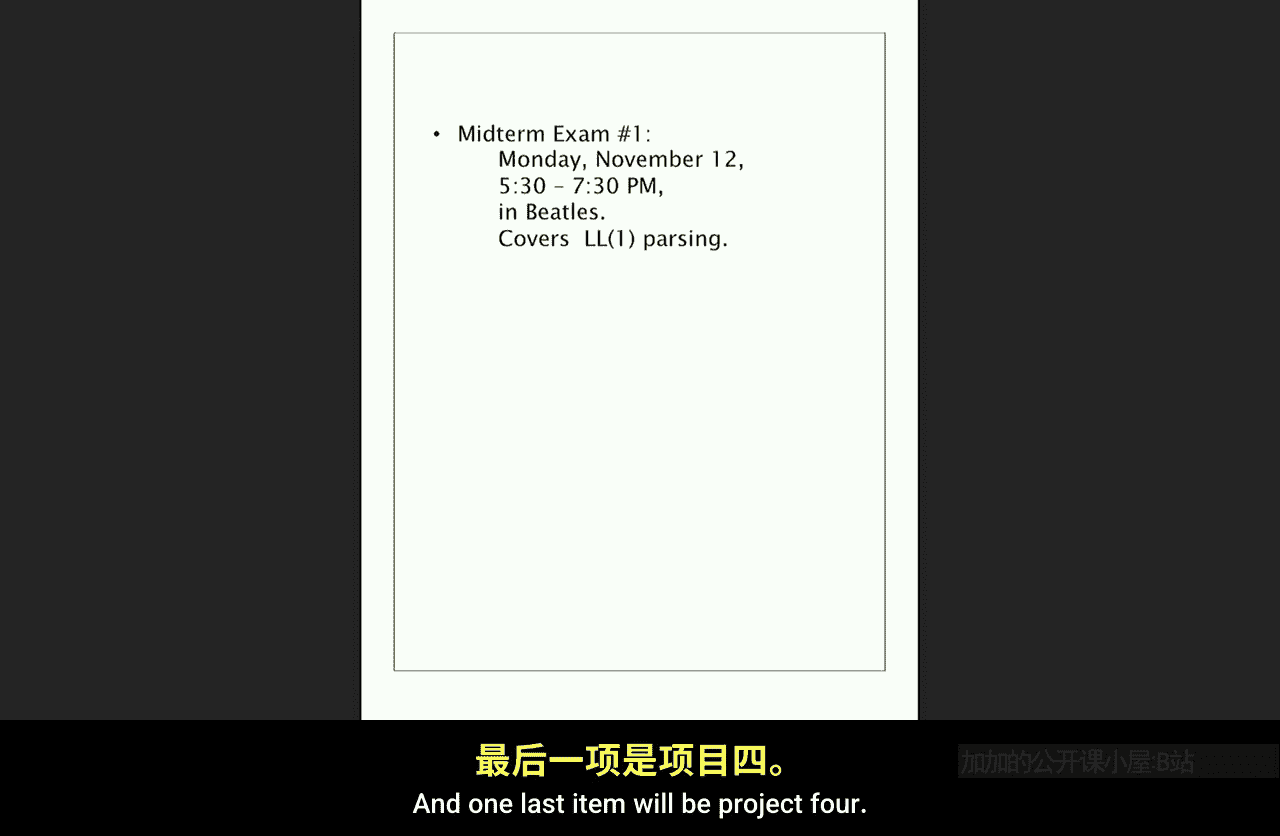 • Midterm Exam #1:
Monday, November 12,
5:30 – 7:30 PM,
in Beatles.
Covers LL(1) parsing.
最后一项是项目四。
加加的公开课小屋:B站
And one last item will be project four.